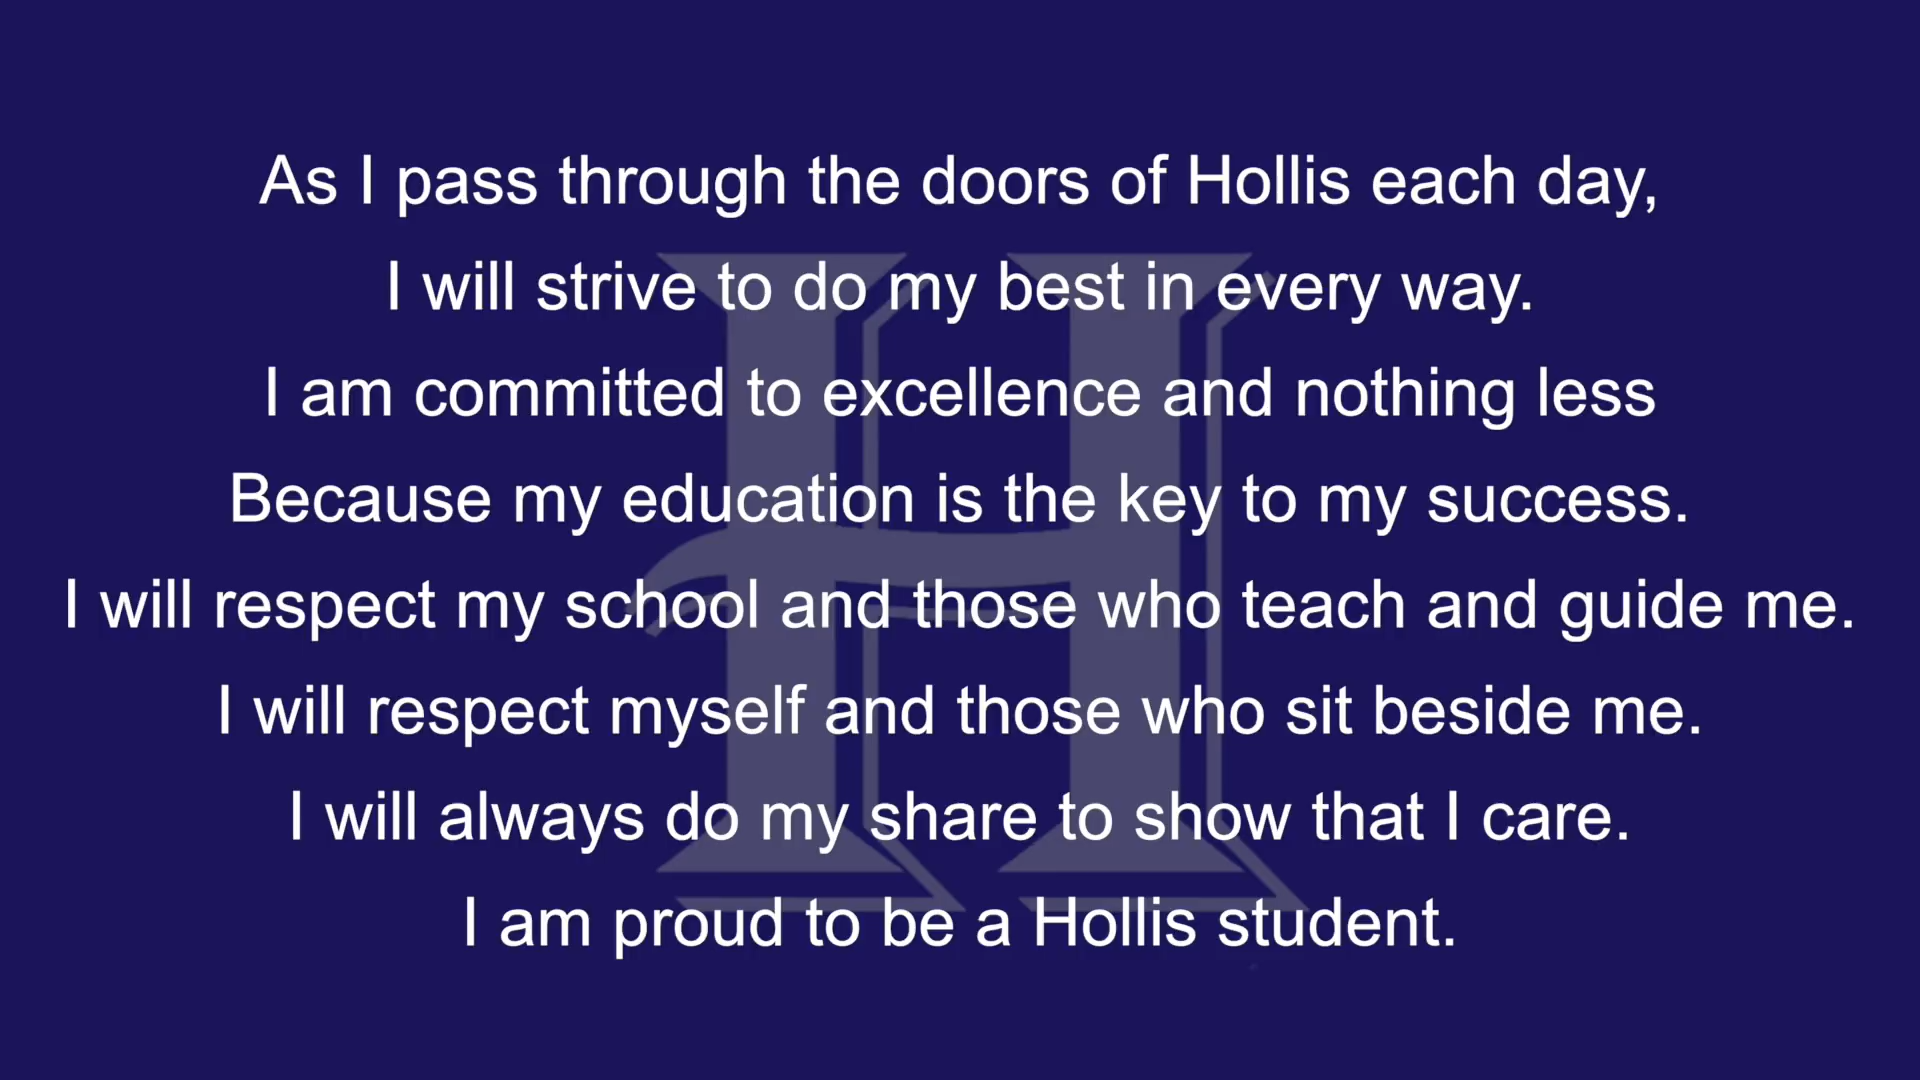 As I pass through the doors of Hollis each day,
I will strive to do my best in every way.
I am committed to excellence and nothing less
Because my education is the key to my success.
I will respect my school and those who teach and guide me.
I will respect myself and those who sit beside me.
I will always do my share to show that I care.
I am proud to be a Hollis student.
H